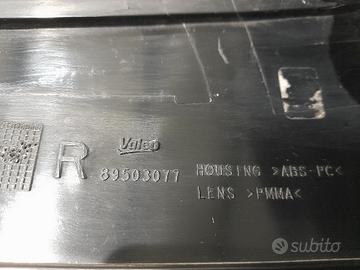 R
Valeo
89503077
HOUSING >ABS-PC<
LENS >PMMA<
subito